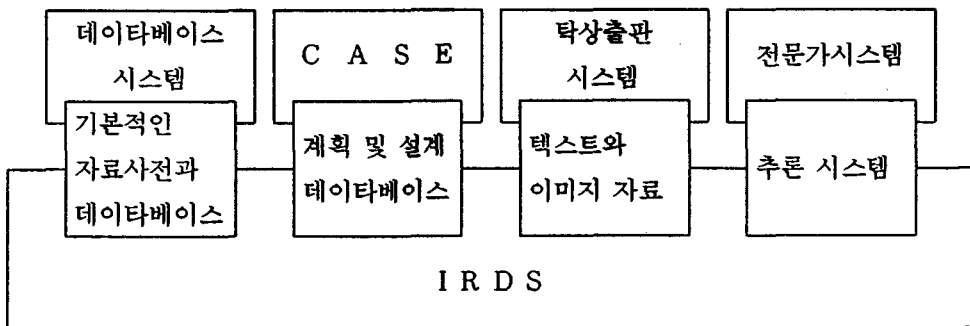 데이타베이스
시스템
C A S E
탁상출판
시스템
전문가시스템
기본적인
자료사전과
데이타베이스
계획 및 설계
데이타베이스
텍스트와
이미지 자료
추론 시스템
I R D S